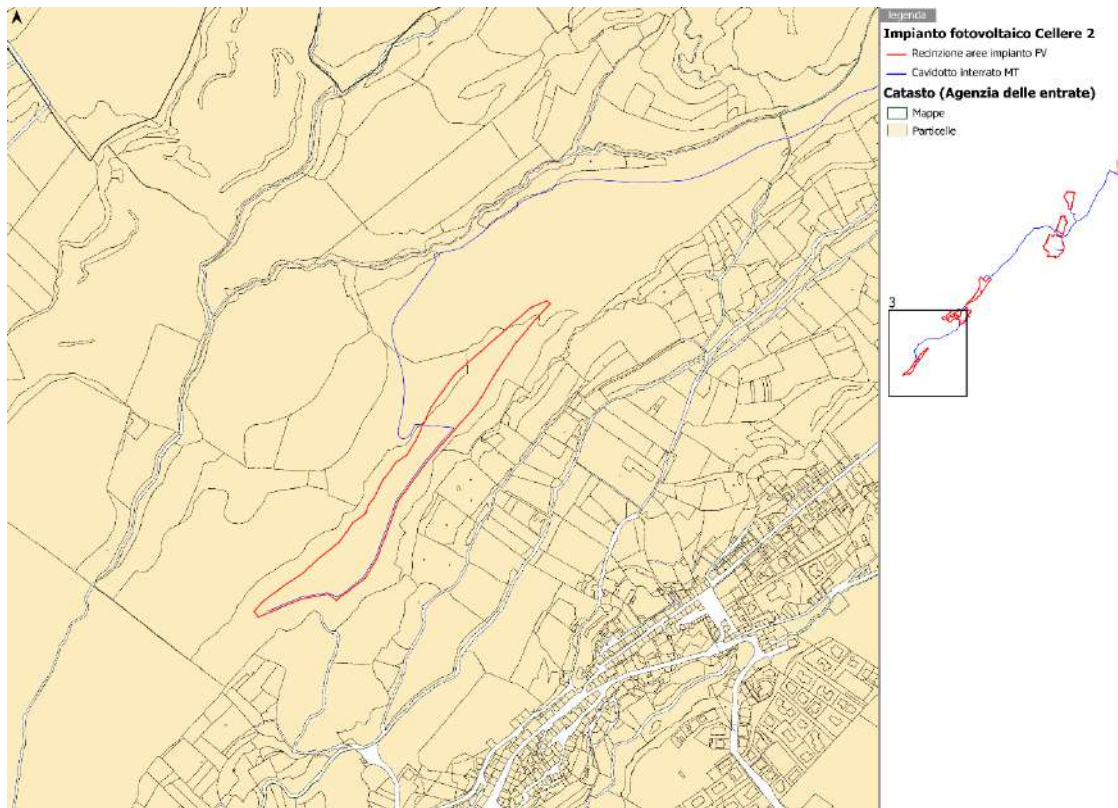 legenda
Impianto fotovoltaico Cellere 2
Recinzione aree impianto FV
Cavidotto interrato MT
Catasto (Agenzia delle entrate)
Mappe
Particelle
3